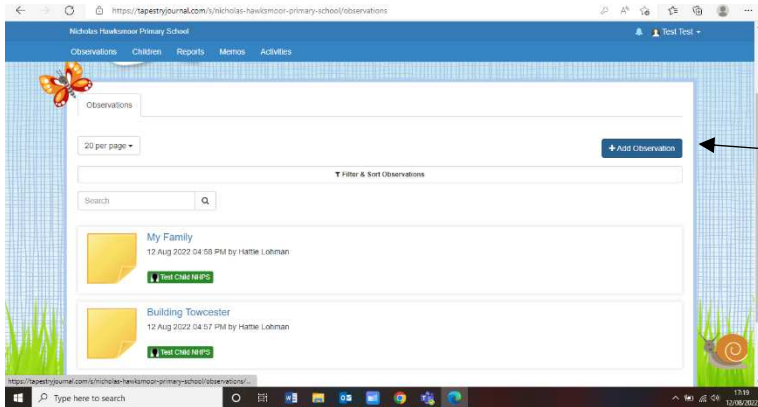 https://tapestryjournal.com/s/nicholas-hawksmoor-primary-school/observations
Nicholas Hawksmoor Primary School
Test Test
Observations Children Reports Memos Activities
Observations
20 per page
+ Add Observation
Filter & Sort Observations
Search
My Family
12 Aug 2022 04:58 PM by Hattie Lohman
Test Child NHPS
Building Towcester
12 Aug 2022 04:57 PM by Hattie Lohman
Test Child NHPS
https://tapestryjournal.com/s/nicholas-hawksmoor-primary-school/observations/...
Type here to search
17:19
12/08/2022